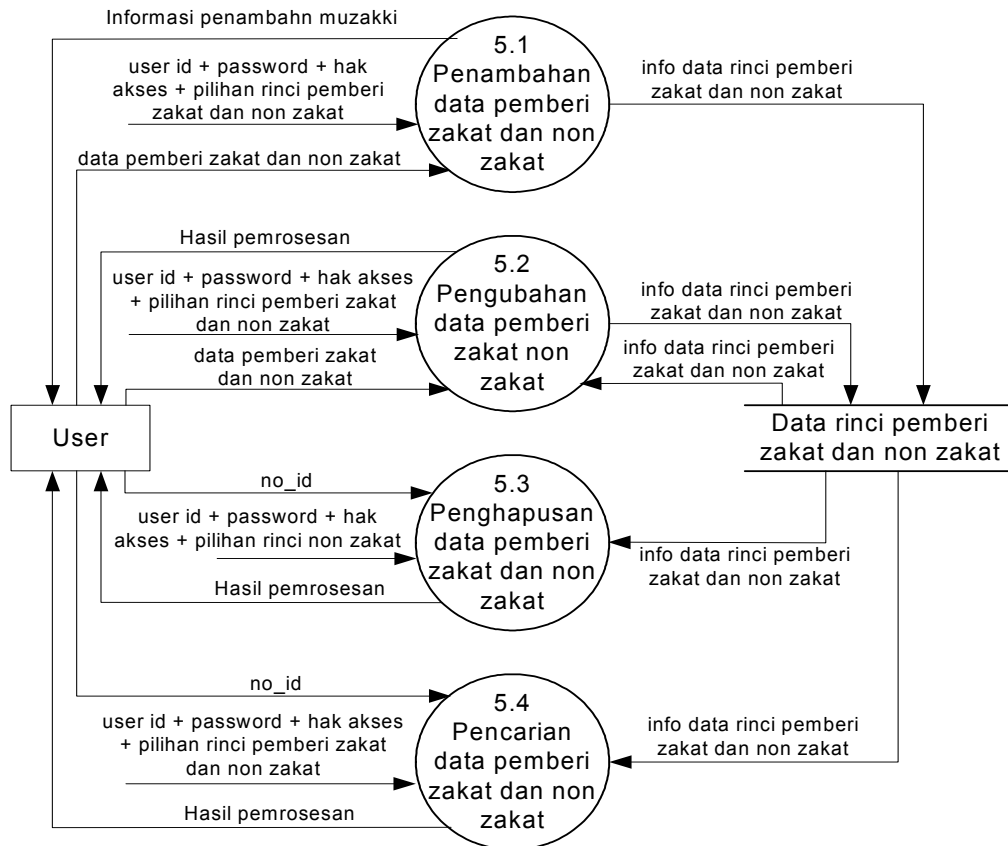 Informasi penambahn muzakki
user id + password + hak
akses + pilihan rinci pemberi
zakat dan non zakat
data pemberi zakat dan non zakat
5.1
Penambahan
data pemberi
zakat dan non
zakat
info data rinci pemberi
zakat dan non zakat
Hasil pemrosesan
user id + password + hak akses
+ pilihan rinci pemberi zakat
dan non zakat
data pemberi zakat
dan non zakat
5.2
Pengubahan
data pemberi
zakat non
zakat
info data rinci pemberi
zakat dan non zakat
info data rinci pemberi
zakat dan non zakat
User
Data rinci pemberi
zakat dan non zakat
no_id
user id + password + hak
akses + pilihan rinci non zakat
Hasil pemrosesan
5.3
Penghapusan
data pemberi
zakat dan non
zakat
info data rinci pemberi
zakat dan non zakat
no_id
user id + password + hak akses
+ pilihan rinci pemberi zakat
dan non zakat
Hasil pemrosesan
5.4
Pencarian
data pemberi
zakat dan non
zakat
info data rinci pemberi
zakat dan non zakat